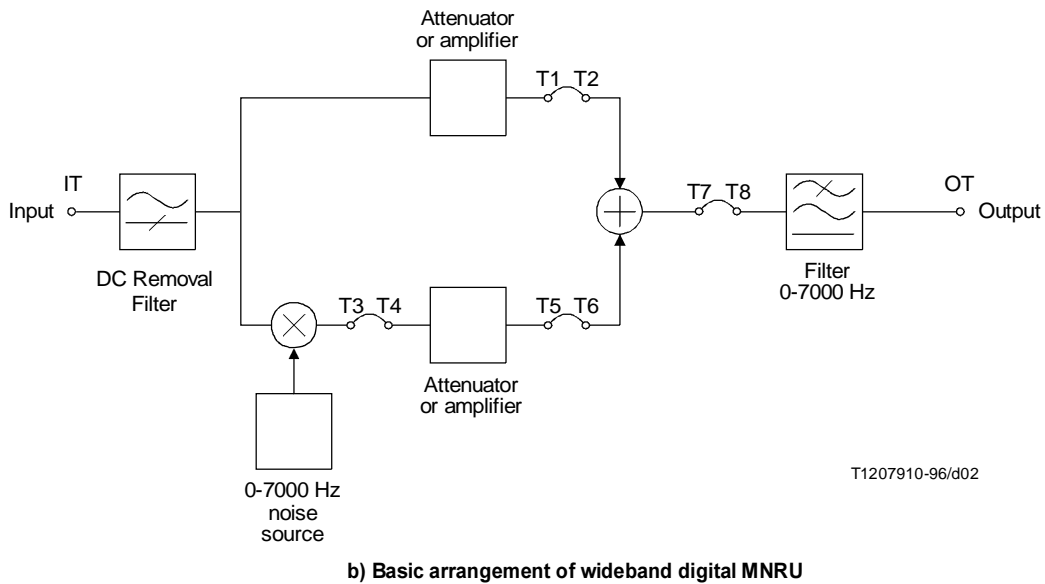 Attenuator
or amplifier
T1 T2
IT
Input
DC Removal
Filter
T7 T8
Filter
0-7000 Hz
OT
Output
T3 T4
T5 T6
Attenuator
or amplifier
0-7000 Hz
noise
source
T1207910-96/d02
b) Basic arrangement of wideband digital MNRU